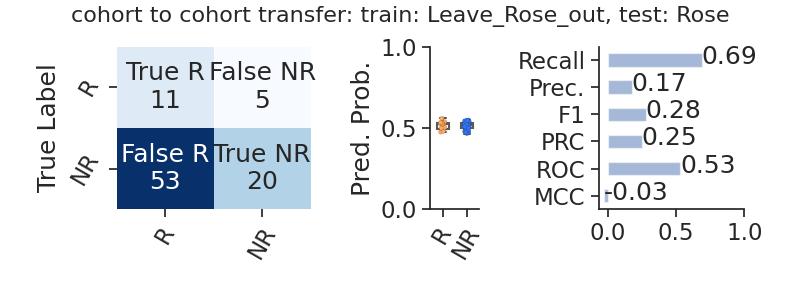 cohort to cohort transfer: train: Leave_Rose_out, test: Rose
True Label
R
NR
True R
11
False NR
5
False R
53
True NR
20
R
NR
Pred. Prob.
1.0
0.5
0.0
R
NR
Recall
0.69
Prec.
0.17
F1
0.28
PRC
0.25
ROC
0.53
MCC
-0.03
0.0
0.5
1.0